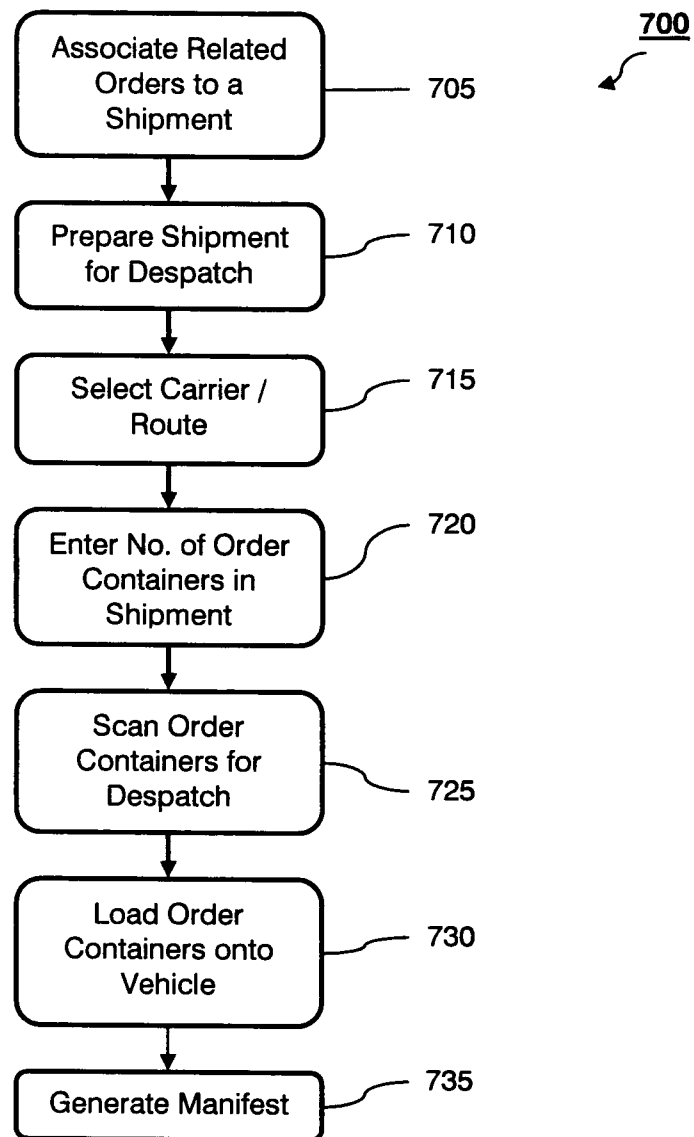 700
Associate Related
Orders to a
Shipment
705
Prepare Shipment
for Despatch
710
Select Carrier /
Route
715
Enter No. of Order
Containers in
Shipment
720
Scan Order
Containers for
Despatch
725
Load Order
Containers onto
Vehicle
730
Generate Manifest
735